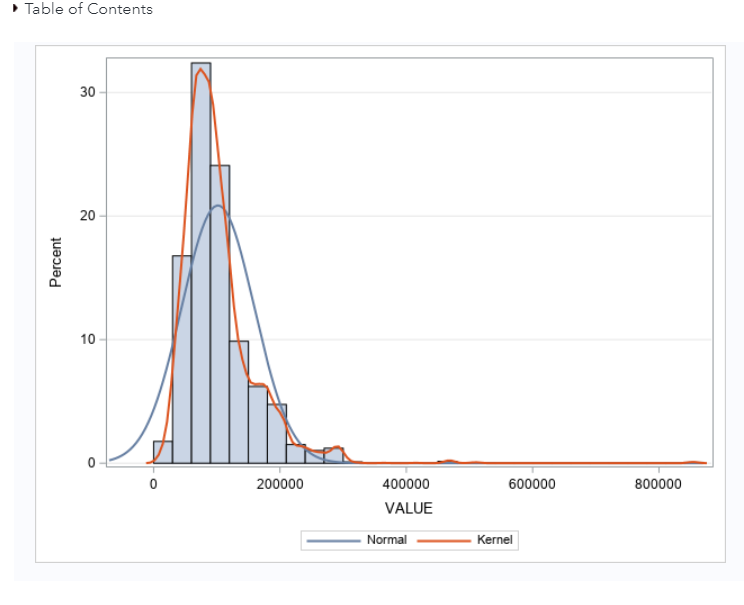 Table of Contents
30
20
10
0
Percent
0 200000 400000 600000 800000
VALUE
Normal Kernel